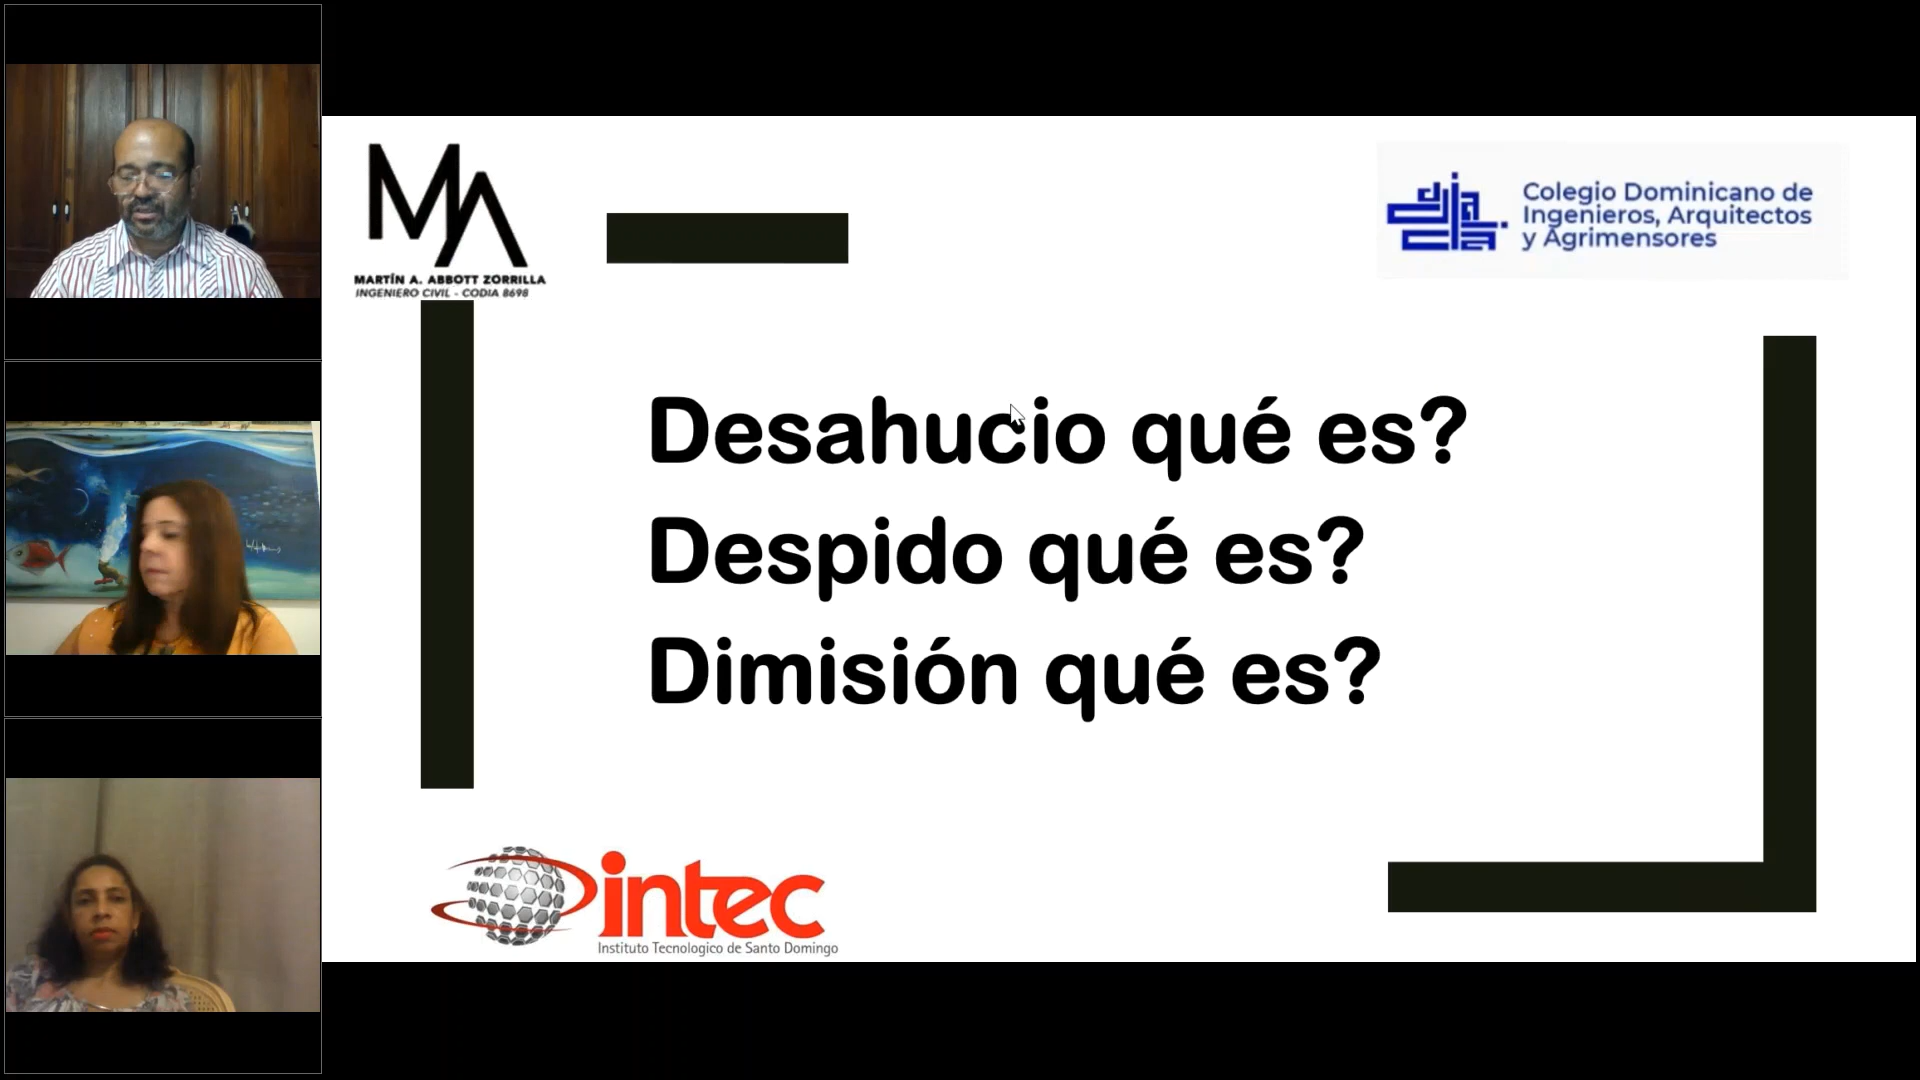 MARTÍN A. ABBOTT ZORRILLA
INGENIERO CIVIL - CODIA 8698
Colegio Dominicano de
Ingenieros, Arquitectos
y Agrimensores
Desahucio qué es?
Despido qué es?
Dimisión qué es?
intec
Instituto Tecnologico de Santo Domingo